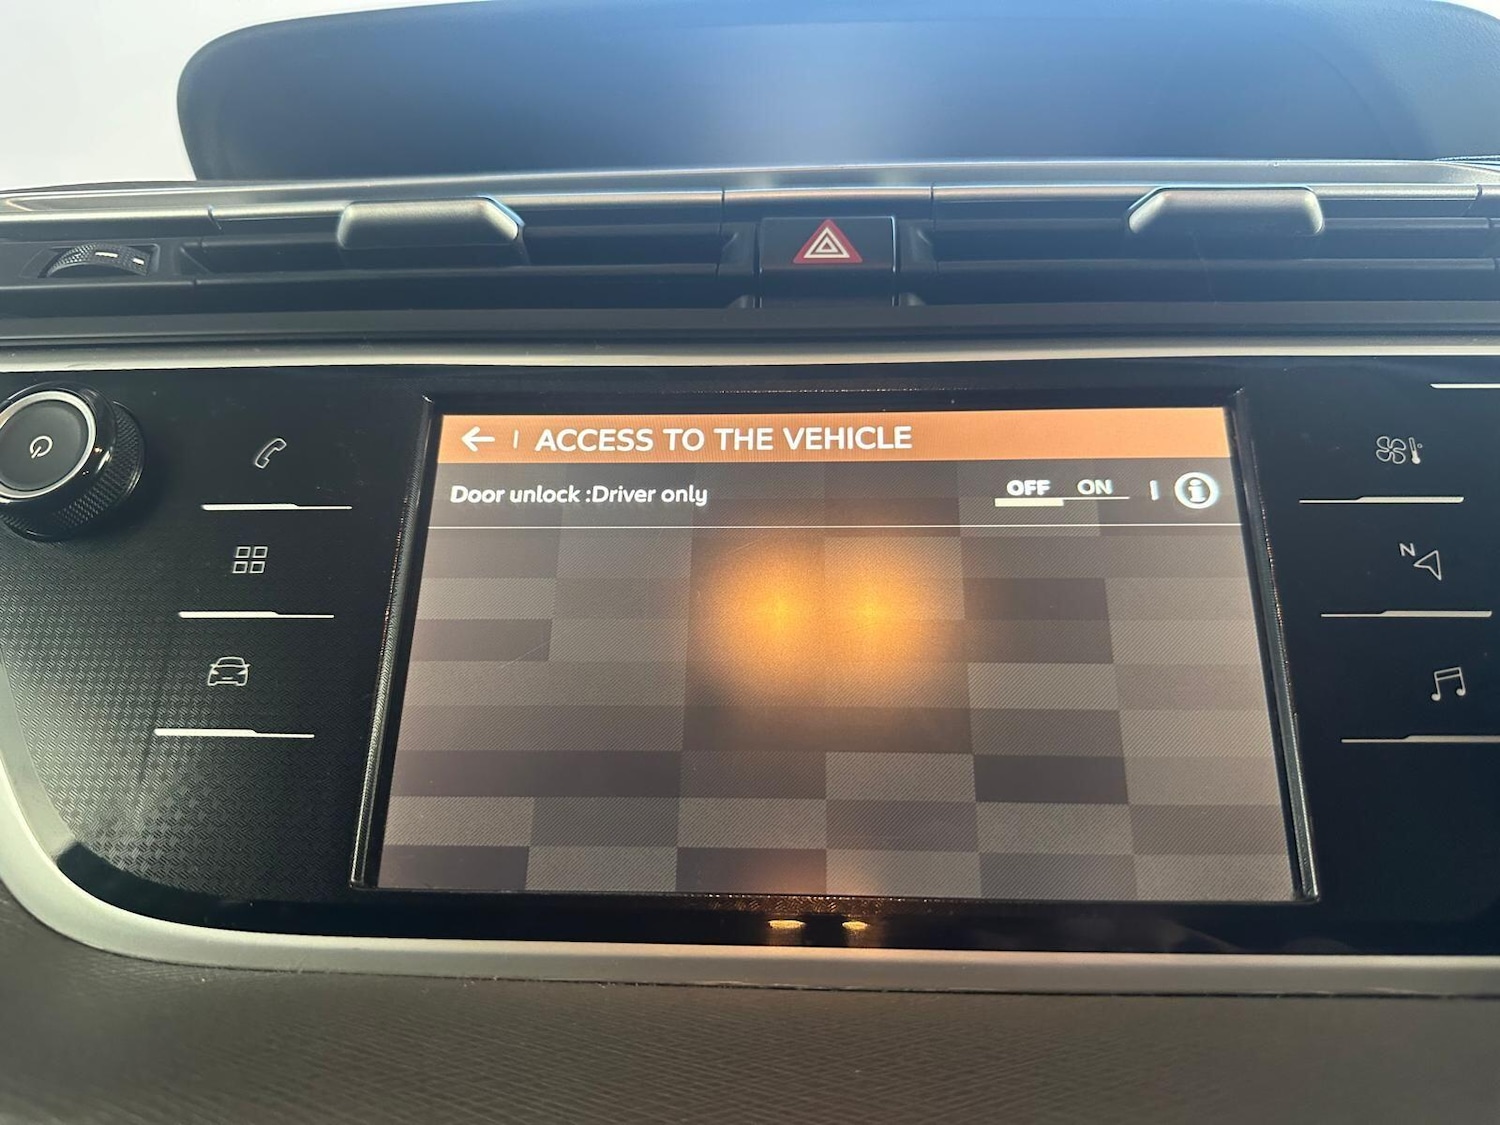 ACCESS TO THE VEHICLE
Door unlock :Driver only OFF ON
N